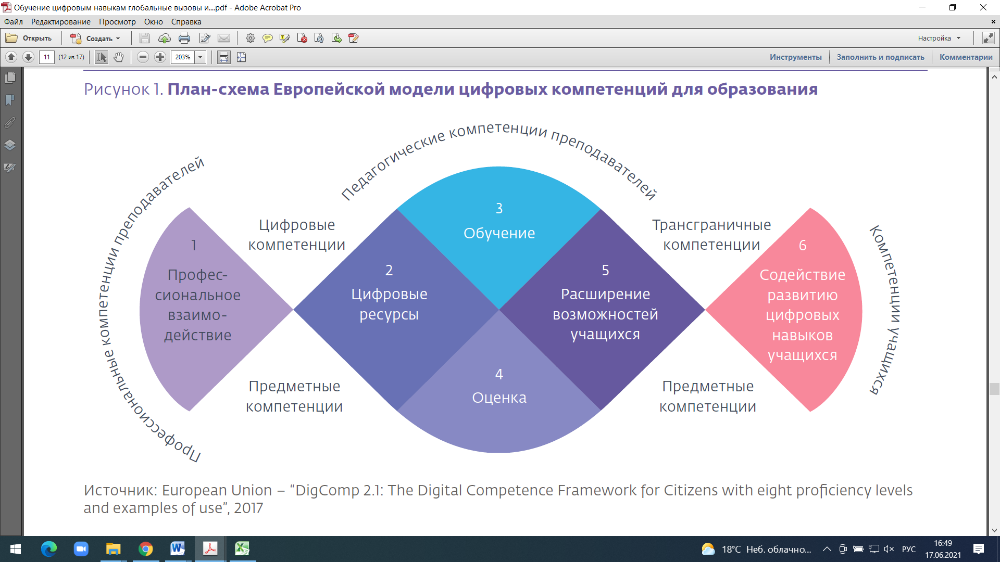 Обучение цифровым навыкам глобальные вызовы и....pdf - Adobe Acrobat Pro
Файл Редактирование Просмотр Окно Справка
Открыть Создать Настройка
11 (12 из 17) 203% Инструменты Заполнить и подписать Комментарии
Рисунок 1. План-схема Европейской модели цифровых компетенций для образования
Профессиональные компетенции преподавателей
Педагогические компетенции преподавателей
Компетенции учащихся
1
Профес-
сиональное
взаимо-
действие
Цифровые
компетенции
Предметные
компетенции
2
Цифровые
ресурсы
3
Обучение
4
Оценка
5
Расширение
возможностей
учащихся
Трансграничные
компетенции
Предметные
компетенции
6
Содействие
развитию
цифровых
навыков
учащихся
Источник: European Union – “DigComp 2.1: The Digital Competence Framework for Citizens with eight proficiency levels
and examples of use”, 2017
18°C Неб. облачно... РУС 16:49
17.06.2021